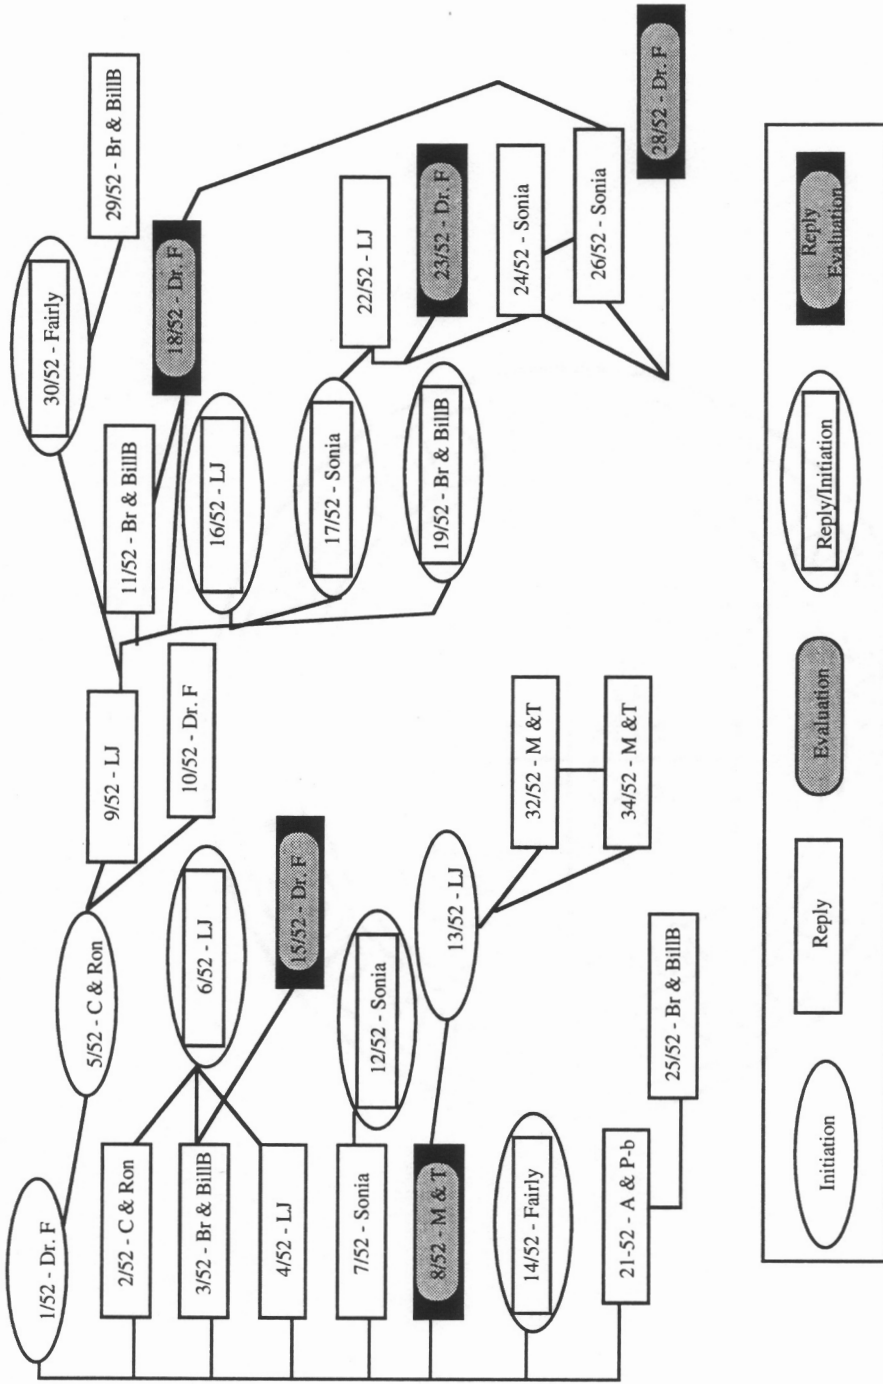 1/52 - Dr. F
5/52 - C & Ron
2/52 - C & Ron
3/52 - Br & BillB
4/52 - LJ
6/52 - LJ
15/52 - Dr. F
7/52 - Sonia
12/52 - Sonia
8/52 - M & T
13/52 - LJ
32/52 - M &T
34/52 - M &T
14/52 - Fairly
21-52 - A & P-b
25/52 - Br & BillB
9/52 - LJ
10/52 - Dr. F
30/52 - Fairly
29/52 - Br & BillB
11/52 - Br & BillB
18/52 - Dr. F
16/52 - LJ
17/52 - Sonia
19/52 - Br & BillB
22/52 - LJ
23/52 - Dr. F
24/52 - Sonia
26/52 - Sonia
28/52 - Dr. F
Initiation
Reply
Evaluation
Reply/Initiation
Reply
Evaluation